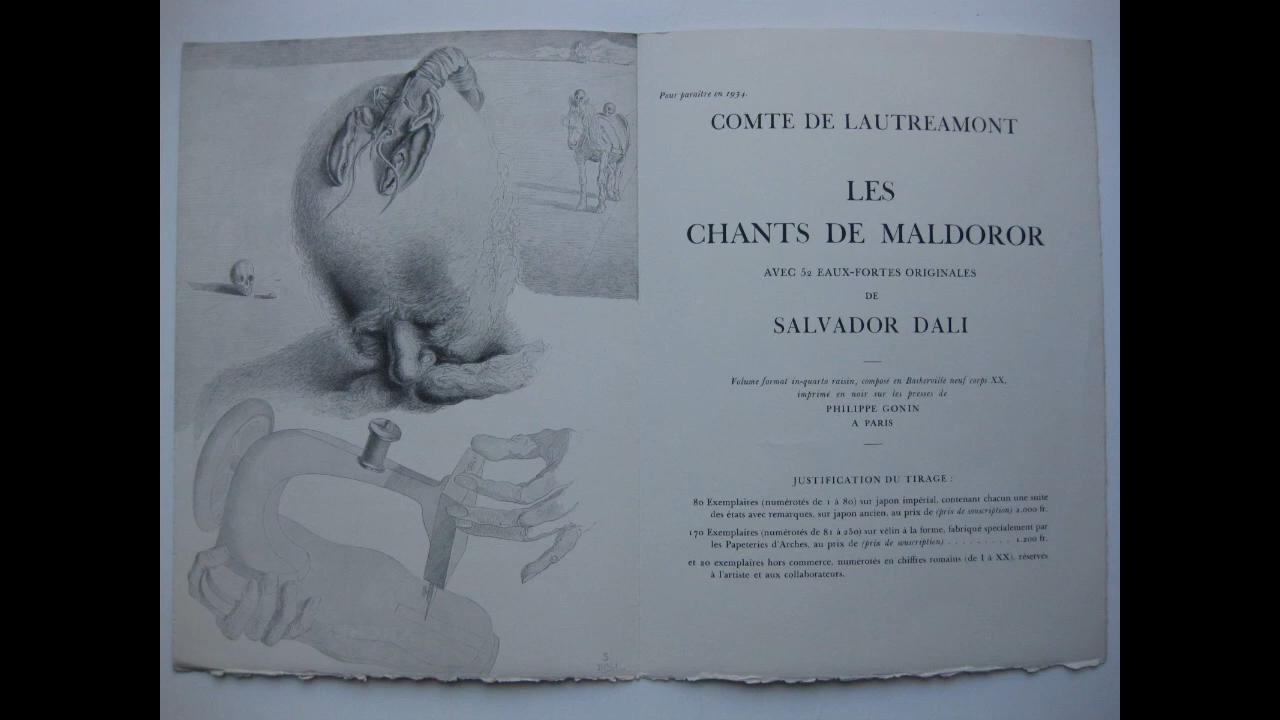 Pour paraître en 1934.
COMTE DE LAUTREAMONT
LES
CHANTS DE MALDOROR
AVEC 52 EAUX-FORTES ORIGINALES
DE
SALVADOR DALI
Volume format in-quarto raisin, composé en Baskerville neuf corps XX,
imprimé en noir sur les presses de
PHILIPPE GONIN
A PARIS
JUSTIFICATION DU TIRAGE :
80 Exemplaires (numérotés de 1 à 80) sur japon impérial, contenant chacun une suite
des états avec remarques, sur japon ancien, au prix de (prix de souscription) 2.000 fr.
170 Exemplaires (numérotés de 81 à 250) sur vélin à la forme, fabriqué spécialement par
les Papeteries d'Arches, au prix de (prix de souscription) . . . . . . . . . 1.200 fr.
et 20 exemplaires hors commerce, numérotés en chiffres romains (de I à XX), réservés
à l'artiste et aux collaborateurs.